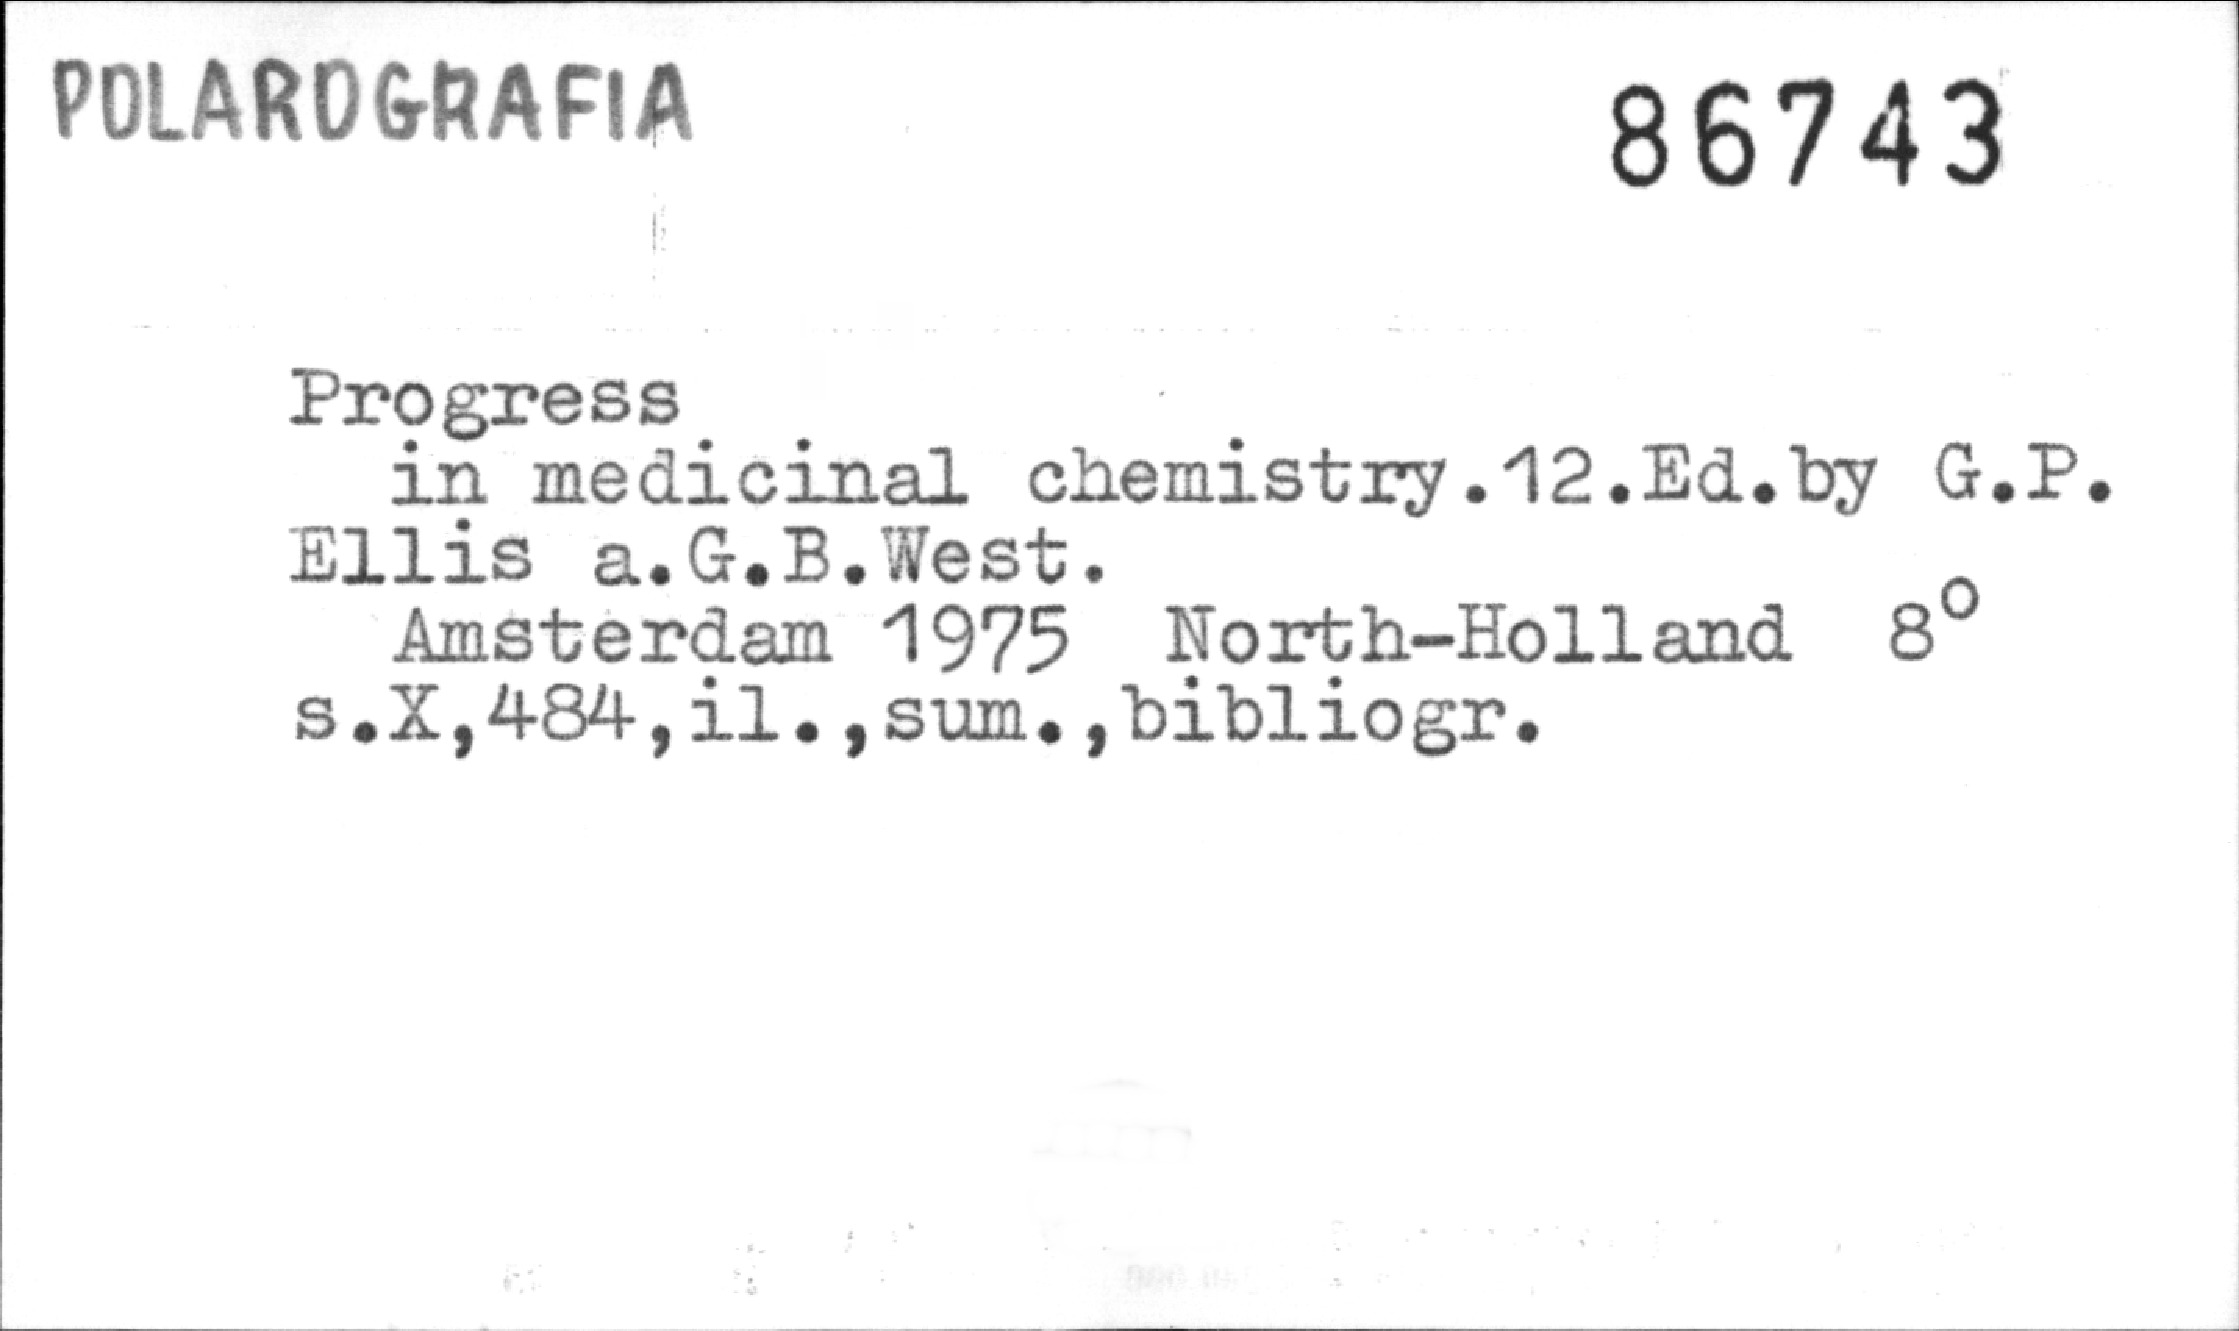 POLAROGRAFIA
86743
Progress
in medicinal chemistry.12.Ed.by G.P.
Ellis a.G.B.West.
Amsterdam 1975 North-Holland 8°
s.X,484,il.,sum.,bibliogr.